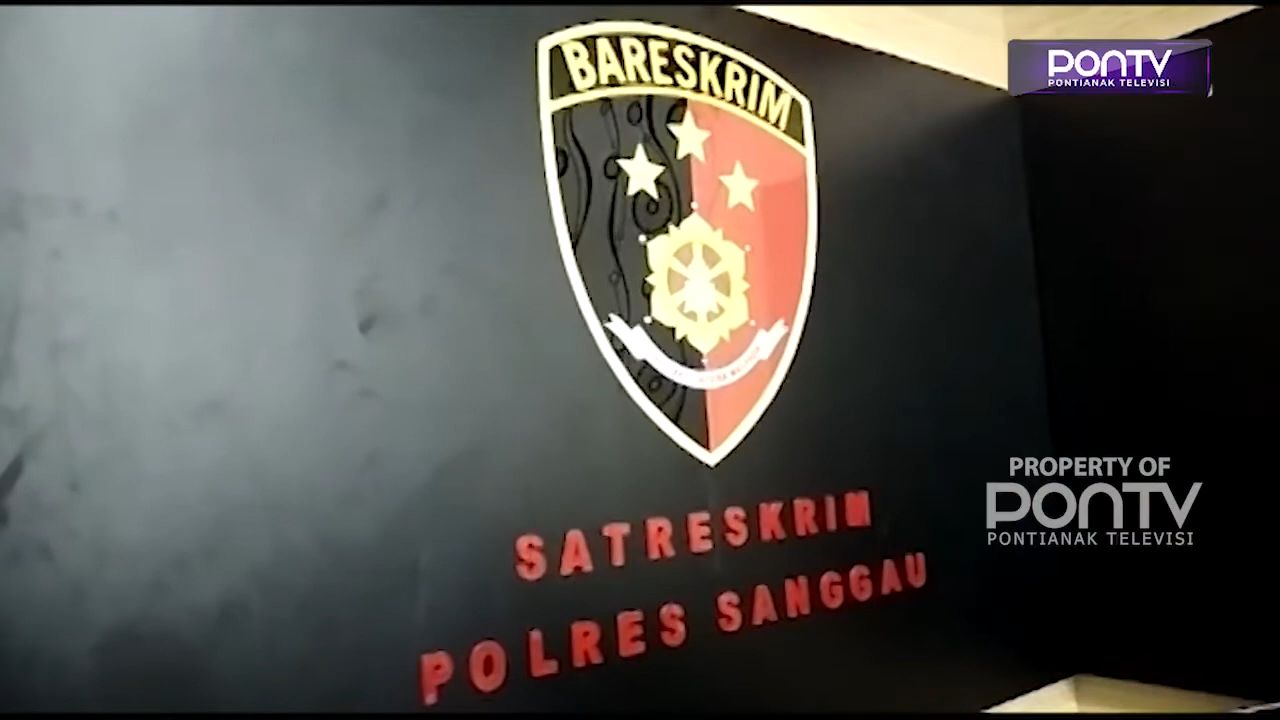 BARESKRIM
PONTV
PONTIANAK TELEVISI
PROPERTY OF
PONTV
PONTIANAK TELEVISI
SATRESKRIM
POLRES SANGGAU